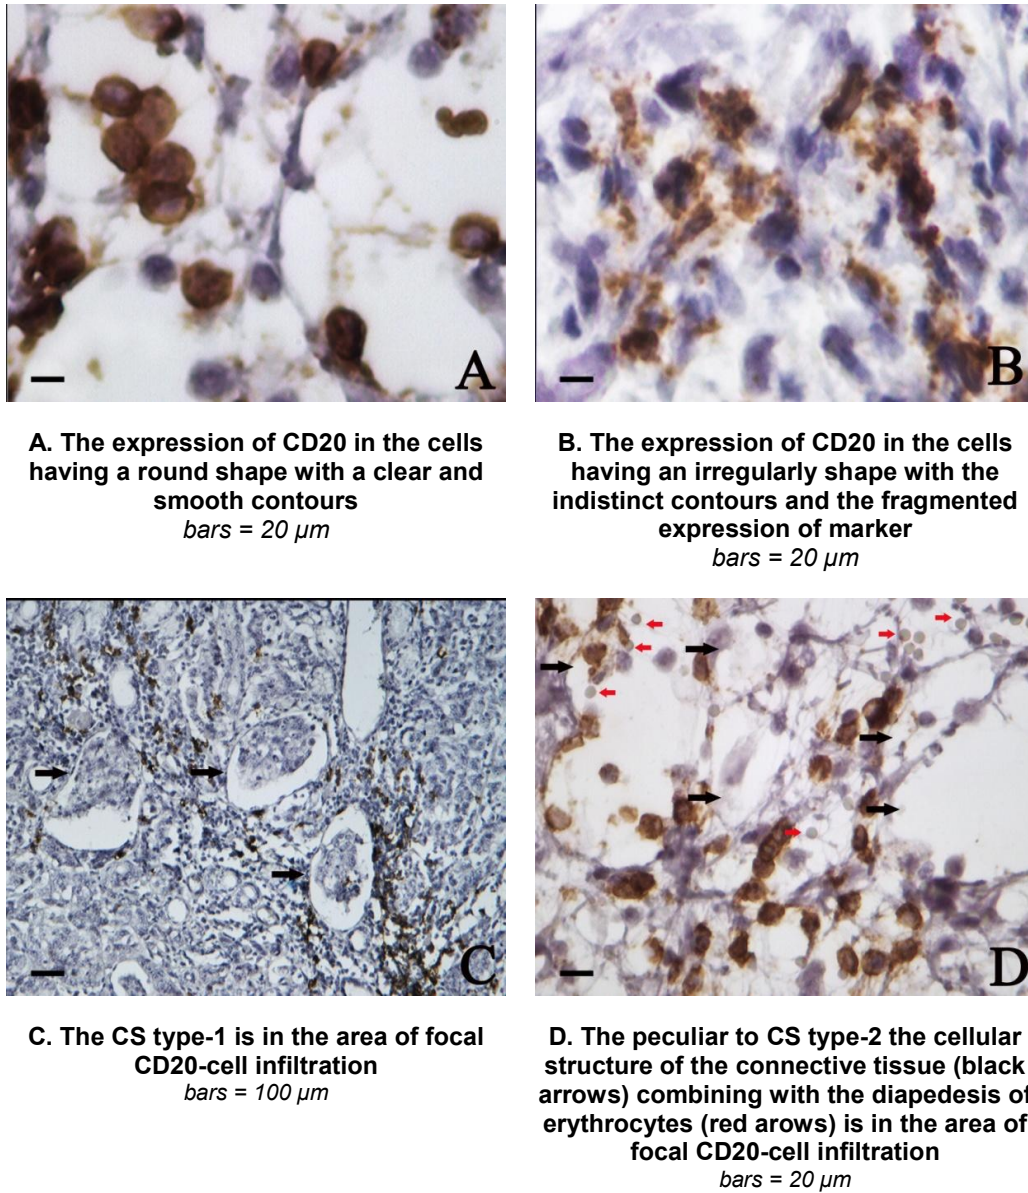 A
B
A. The expression of CD20 in the cells
having a round shape with a clear and
smooth contours
bars = 20 µm
B. The expression of CD20 in the cells
having an irregularly shape with the
indistinct contours and the fragmented
expression of marker
bars = 20 µm
C
D
C. The CS type-1 is in the area of focal
CD20-cell infiltration
bars = 100 µm
D. The peculiar to CS type-2 the cellular
structure of the connective tissue (black
arrows) combining with the diapedesis of
erythrocytes (red arows) is in the area of
focal CD20-cell infiltration
bars = 20 µm